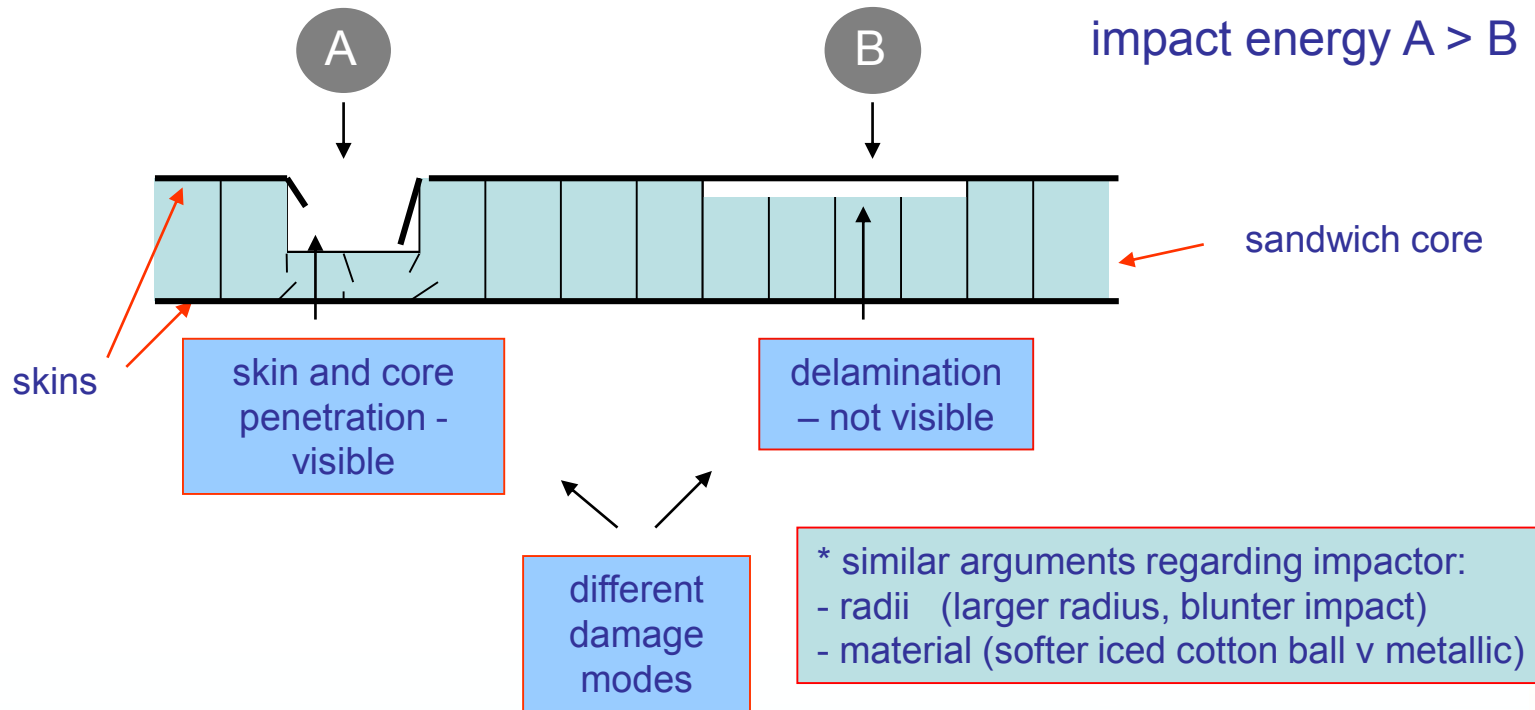 A
B
impact energy A > B
sandwich core
skins
skin and core
penetration -
visible
delamination
– not visible
different
damage
modes
* similar arguments regarding impactor:
- radii (larger radius, blunter impact)
- material (softer iced cotton ball v metallic)